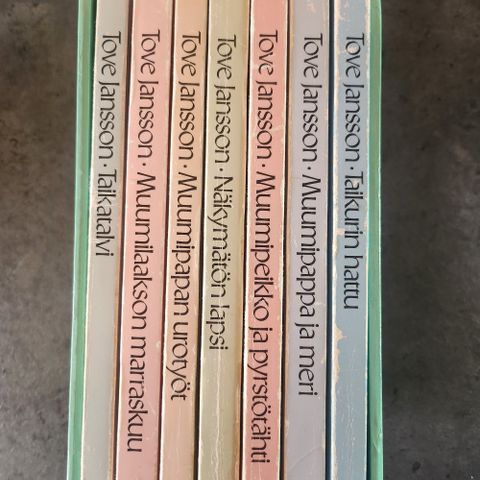 Tove Jansson · Taikatalvi
Tove Jansson · Muumilaakson marraskuu
Tove Jansson · Muumipapan urotyöt
Tove Jansson · Näkymätön lapsi
Tove Jansson · Muumipeikko ja pyrstötähti
Tove Jansson · Muumipappa ja meri
Tove Jansson · Taikurin hattu